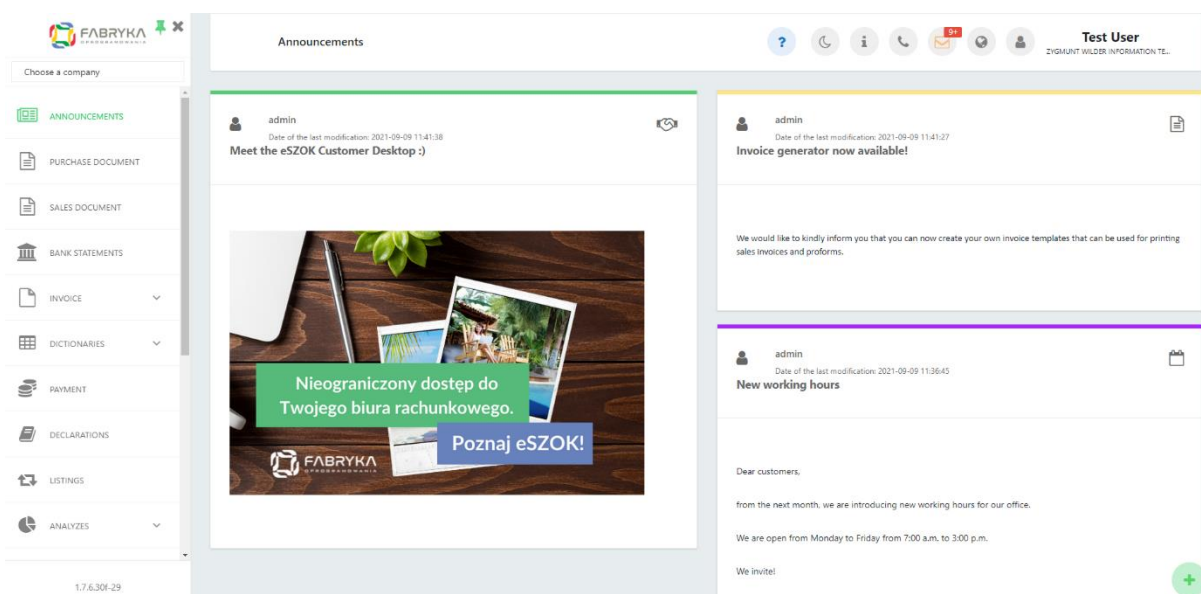 FABRYKA
OPROGRAMOWANIA
Choose a company
ANNOUNCEMENTS
PURCHASE DOCUMENT
SALES DOCUMENT
BANK STATEMENTS
INVOICE
DICTIONARIES
PAYMENT
DECLARATIONS
LISTINGS
ANALYZES
1.7.6.30f-29
Announcements
?
i
9+
Test User
ZYGMUNT WILDER INFORMATION TE...
admin
Date of the last modification: 2021-09-09 11:41:38
Meet the eSZOK Customer Desktop :)
Nieograniczony dostęp do
Twojego biura rachunkowego.
Poznaj eSZOK!
FABRYKA
OPROGRAMOWANIA
admin
Date of the last modification: 2021-09-09 11:41:27
Invoice generator now available!
We would like to kindly inform you that you can now create your own invoice templates that can be used for printing
sales invoices and proforms.
admin
Date of the last modification: 2021-09-09 11:36:45
New working hours
Dear customers,
from the next month, we are introducing new working hours for our office.
We are open from Monday to Friday from 7:00 a.m. to 3:00 p.m.
We invite!
+